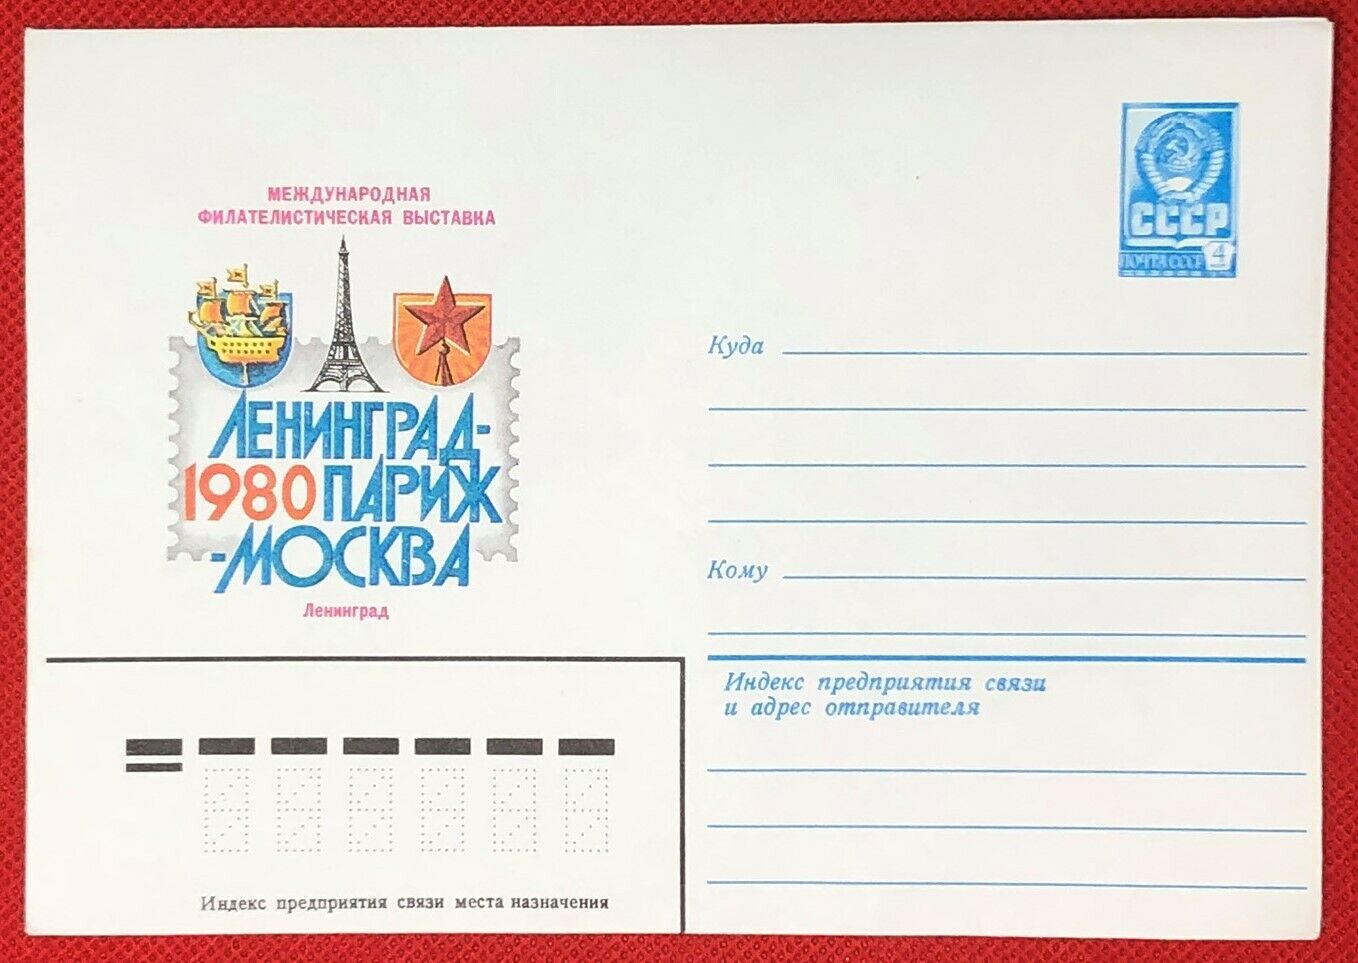 МЕЖДУНАРОДНАЯ
ФИЛАТЕЛИСТИЧЕСКАЯ ВЫСТАВКА
ЛЕНИНГРАД-
1980 ПАРИЖ
-МОСКВА
Ленинград
СССР
ПОЧТА СССР 4
Куда
Кому
Индекс предприятия связи
и адрес отправителя
Индекс предприятия связи места назначения